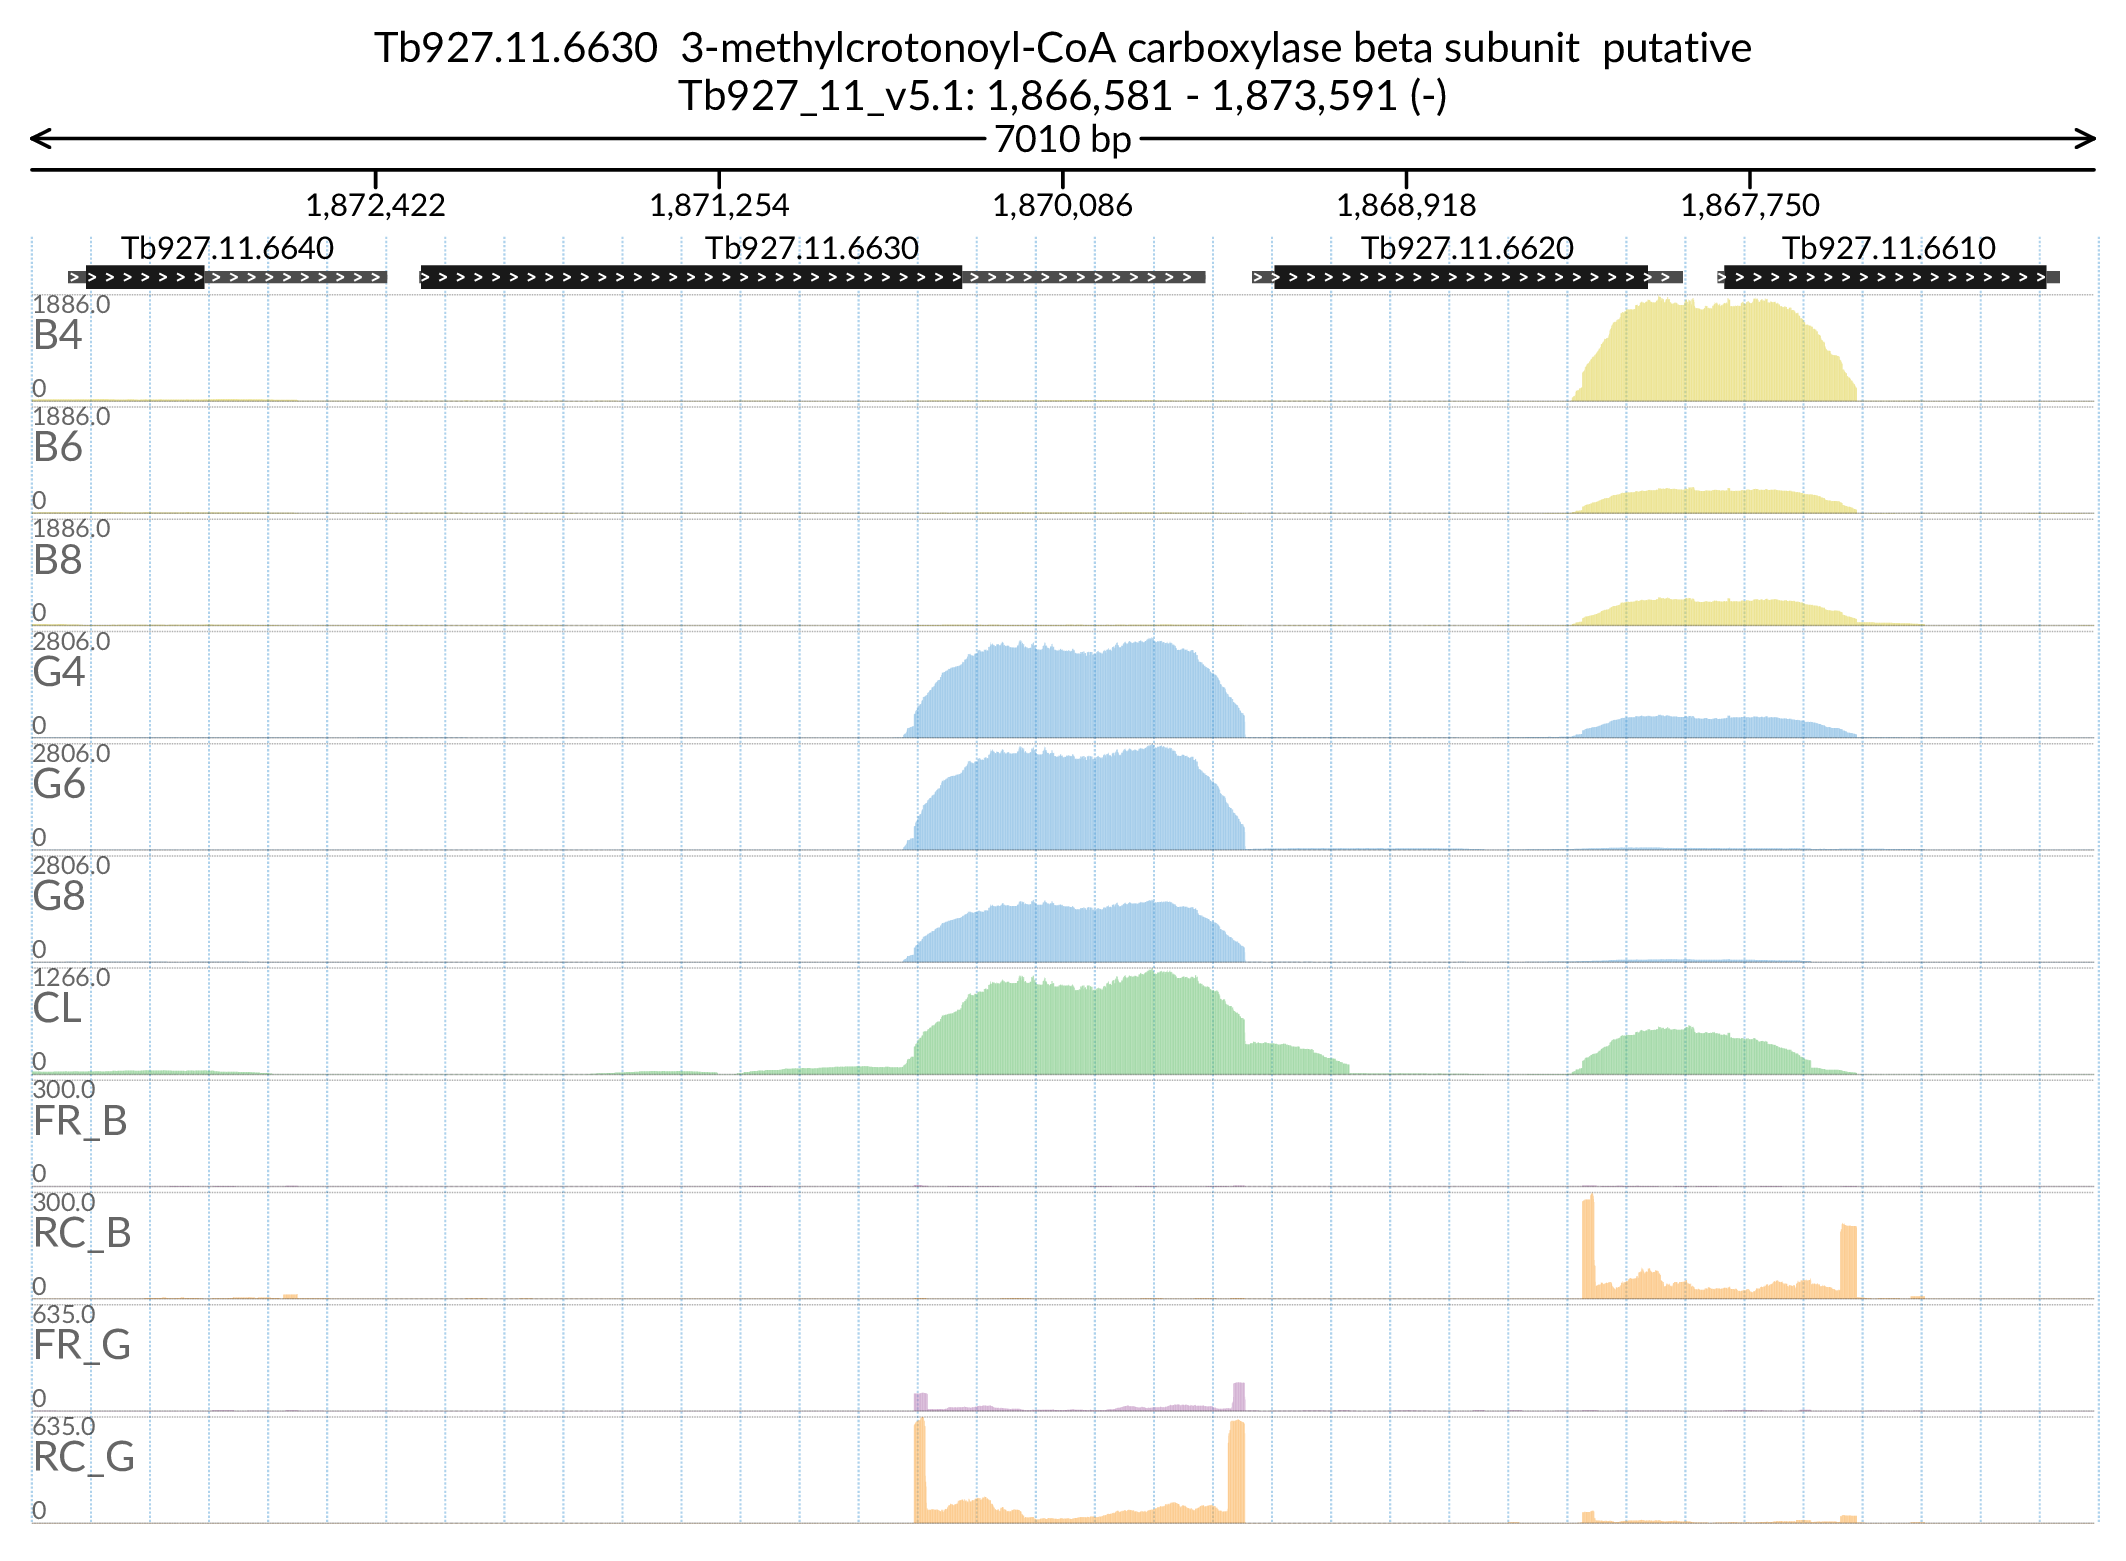 Tb927.11.6630  3-methylcrotonoyl-CoA carboxylase beta subunit  putative
Tb927_11_v5.1: 1,866,581 - 1,873,591 (-)
7010 bp
1,872,422 1,871,254 1,870,086 1,868,918 1,867,750
Tb927.11.6640 Tb927.11.6630 Tb927.11.6620 Tb927.11.6610
1886.0
B4
0
1886.0
B6
0
1886.0
B8
0
2806.0
G4
0
2806.0
G6
0
2806.0
G8
0
1266.0
CL
0
300.0
FR_B
0
300.0
RC_B
0
635.0
FR_G
0
635.0
RC_G
0